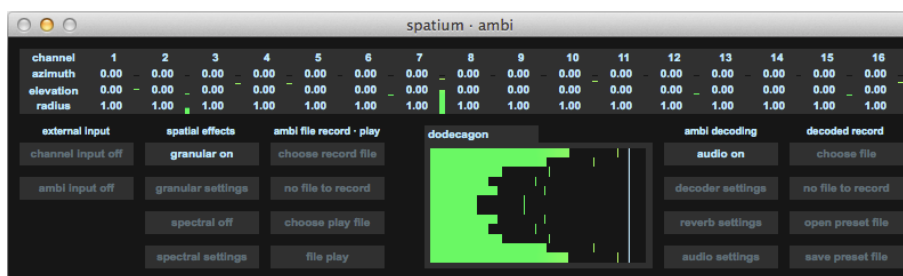 spatium · ambi
channel 1 2 3 4 5 6 7 8 9 10 11 12 13 14 15 16
azimuth 0.00 0.00 0.00 0.00 0.00 0.00 0.00 0.00 0.00 0.00 0.00 0.00 0.00 0.00 0.00 0.00
elevation 0.00 0.00 0.00 0.00 0.00 0.00 0.00 0.00 0.00 0.00 0.00 0.00 0.00 0.00 0.00 0.00
radius 1.00 1.00 1.00 1.00 1.00 1.00 1.00 1.00 1.00 1.00 1.00 1.00 1.00 1.00 1.00 1.00
external input spatial effects ambi file record · play dodecagon ambi decoding decoded record
channel input off granular on choose record file audio on choose file
ambi input off granular settings no file to record decoder settings no file to record
spectral off choose play file reverb settings open preset file
spectral settings file play audio settings save preset file